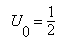 U₀ = 1/2